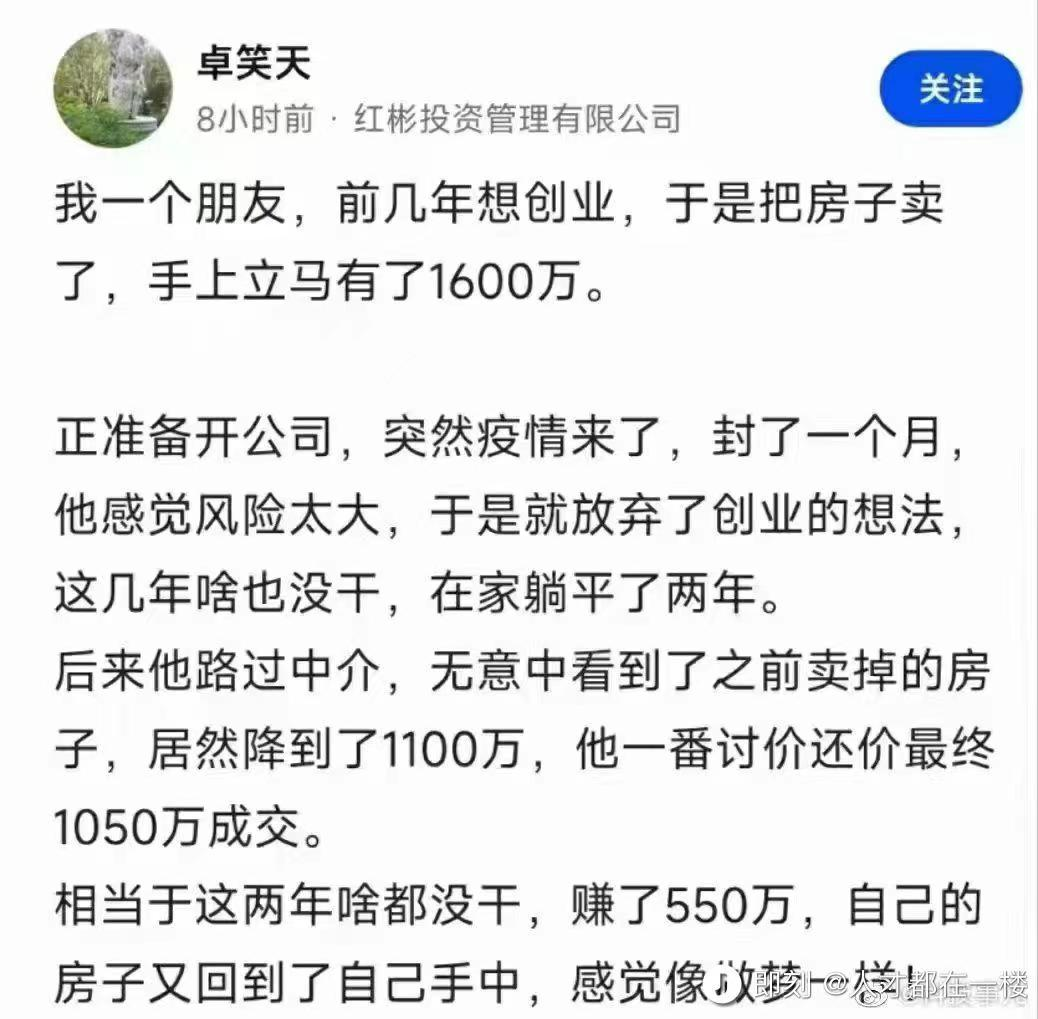 卓笑天
关注
8小时前 · 红彬投资管理有限公司
我一个朋友，前几年想创业，于是把房子卖
了，手上立马有了1600万。
正准备开公司，突然疫情来了，封了一个月，
他感觉风险太大，于是就放弃了创业的想法，
这几年啥也没干，在家躺平了两年。
后来他路过中介，无意中看到了之前卖掉的房
子，居然降到了1100万，他一番讨价还价最终
1050万成交。
相当于这两年啥都没干，赚了550万，自己的
房子又回到了自己手中，感觉像做梦一样！
即刻 @人才都在一楼